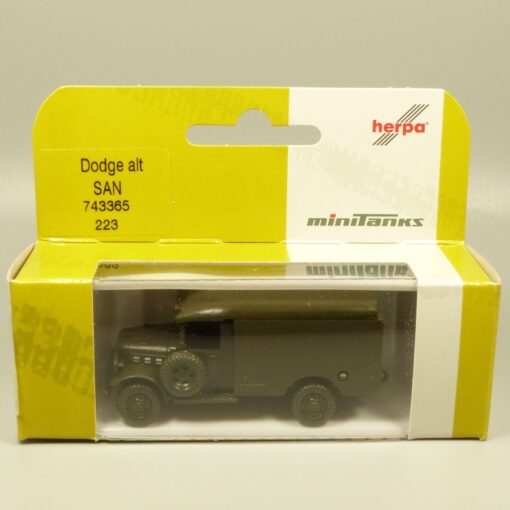 Dodge alt
SAN
743365
223
herpa®
miniTanks